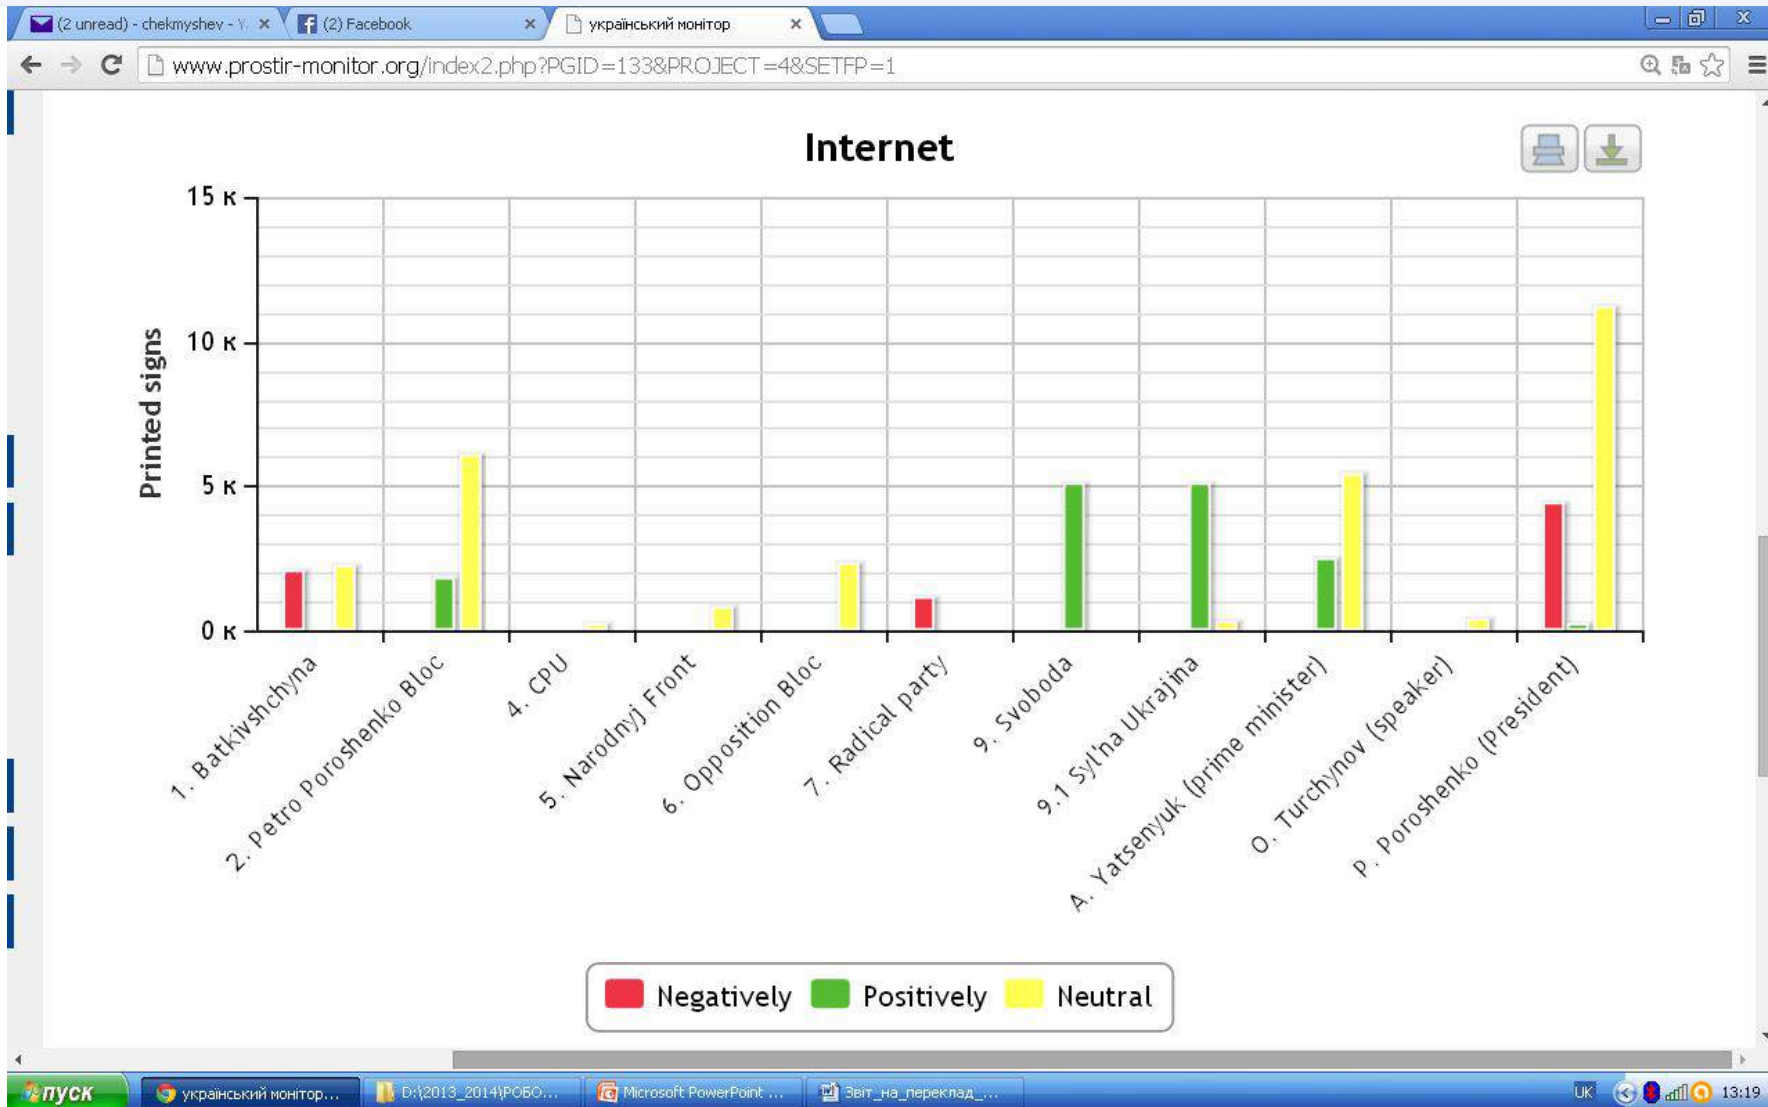 (2 unread) - chekmyshev - Y.
(2) Facebook
український монітор
www.prostir-monitor.org/index2.php?PGID=133&PROJECT=4&SETFP=1
Internet
15 к
10 к
5 к
0 к
Printed signs
1. Batkivshchyna
2. Petro Poroshenko Bloc
4. CPU
5. Narodnyj Front
6. Opposition Bloc
7. Radical party
9. Svoboda
9.1 Syl'na Ukrajina
A. Yatsenyuk (prime minister)
O. Turchynov (speaker)
P. Poroshenko (President)
Negatively Positively Neutral
пуск
український монітор...
D:\2013_2014\РОБО...
Microsoft PowerPoint ...
Звіт_на_переклад_...
UK
13:19